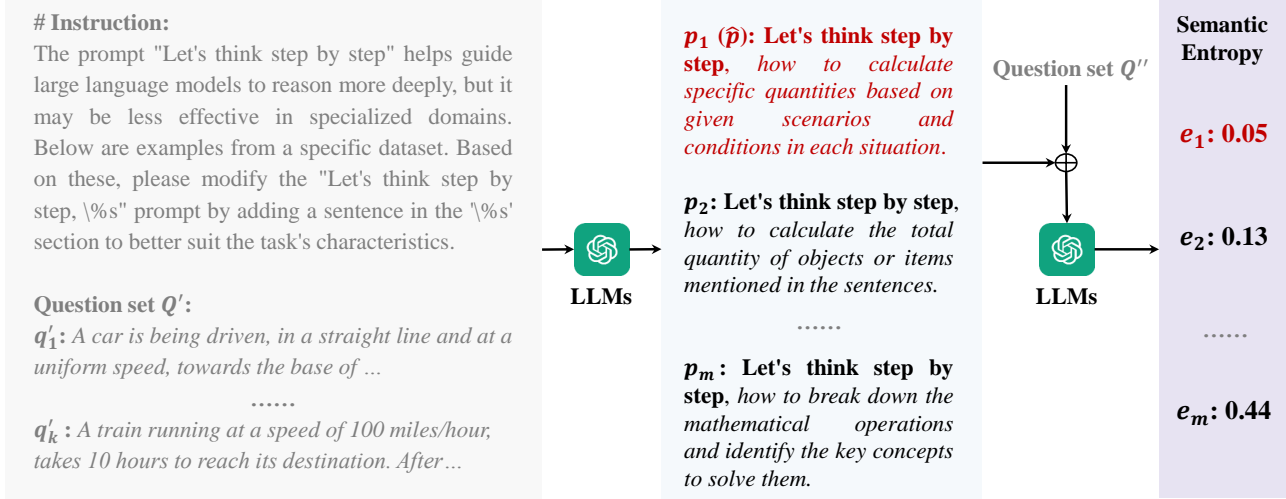 # Instruction:
The prompt "Let's think step by step" helps guide
large language models to reason more deeply, but it
may be less effective in specialized domains.
Below are examples from a specific dataset. Based
on these, please modify the "Let's think step by
step, \%s" prompt by adding a sentence in the '\%s'
section to better suit the task's characteristics.
Question set Q′:
q′₁: A car is being driven, in a straight line and at a
uniform speed, towards the base of …
……
q′ₖ : A train running at a speed of 100 miles/hour,
takes 10 hours to reach its destination. After…
LLMs
p₁ (p̂): Let's think step by
step, how to calculate
specific quantities based on
given scenarios and
conditions in each situation.
p₂: Let's think step by step,
how to calculate the total
quantity of objects or items
mentioned in the sentences.
……
pₘ: Let's think step by
step, how to break down the
mathematical operations
and identify the key concepts
to solve them.
Question set Q′′
LLMs
Semantic
Entropy
e₁: 0.05
e₂: 0.13
……
eₘ: 0.44